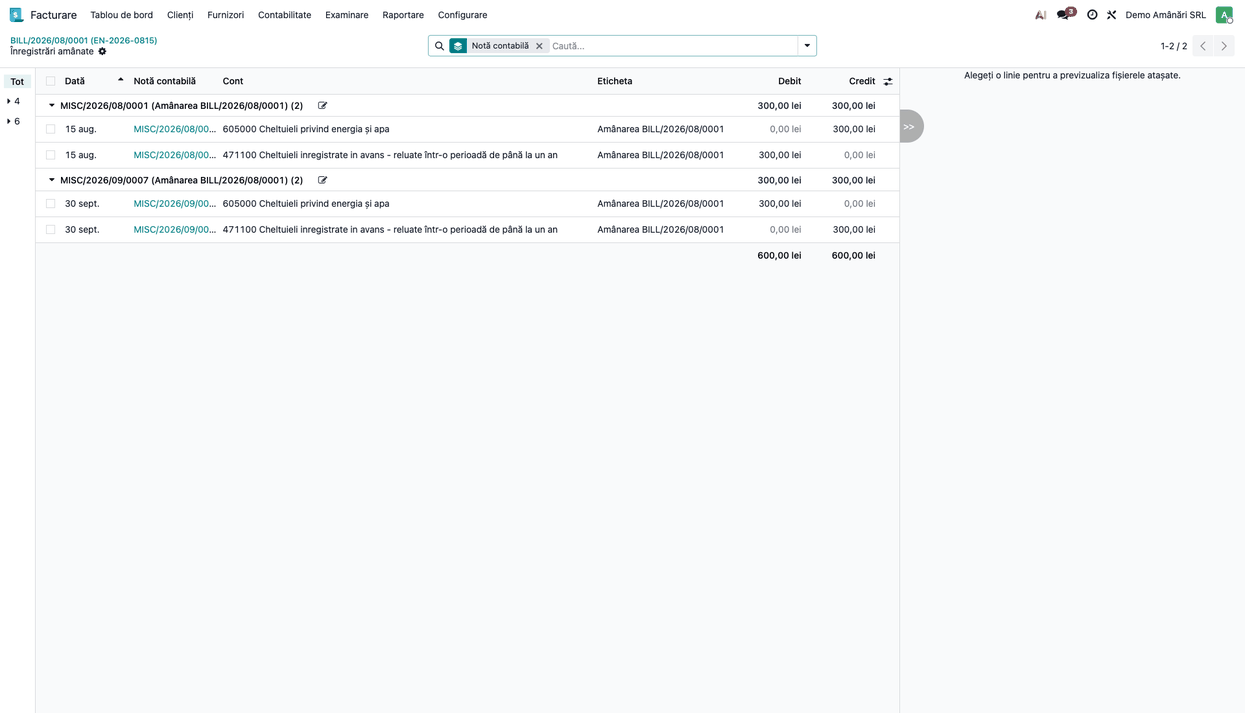 Facturare Tablou de bord Clienți Furnizori Contabilitate Examinare Raportare Configurare AI 3 Demo Amânări SRL A
BILL/2026/08/0001 (EN-2026-0815)
Înregistrări amânate
Notă contabilă Caută... 1-2 / 2
Tot
4
6
Dată Notă contabilă Cont Eticheta Debit Credit
MISC/2026/08/0001 (Amânarea BILL/2026/08/0001) (2) 300,00 lei 300,00 lei
15 aug. MISC/2026/08/00... 605000 Cheltuieli privind energia și apa Amânarea BILL/2026/08/0001 0,00 lei 300,00 lei
15 aug. MISC/2026/08/00... 471100 Cheltuieli inregistrate in avans - reluate într-o perioadă de până la un an Amânarea BILL/2026/08/0001 300,00 lei 0,00 lei
MISC/2026/09/0007 (Amânarea BILL/2026/08/0001) (2) 300,00 lei 300,00 lei
30 sept. MISC/2026/09/00... 605000 Cheltuieli privind energia și apa Amânarea BILL/2026/08/0001 300,00 lei 0,00 lei
30 sept. MISC/2026/09/00... 471100 Cheltuieli inregistrate in avans - reluate într-o perioadă de până la un an Amânarea BILL/2026/08/0001 0,00 lei 300,00 lei
600,00 lei 600,00 lei
>>
Alegeți o linie pentru a previzualiza fișierele atașate.